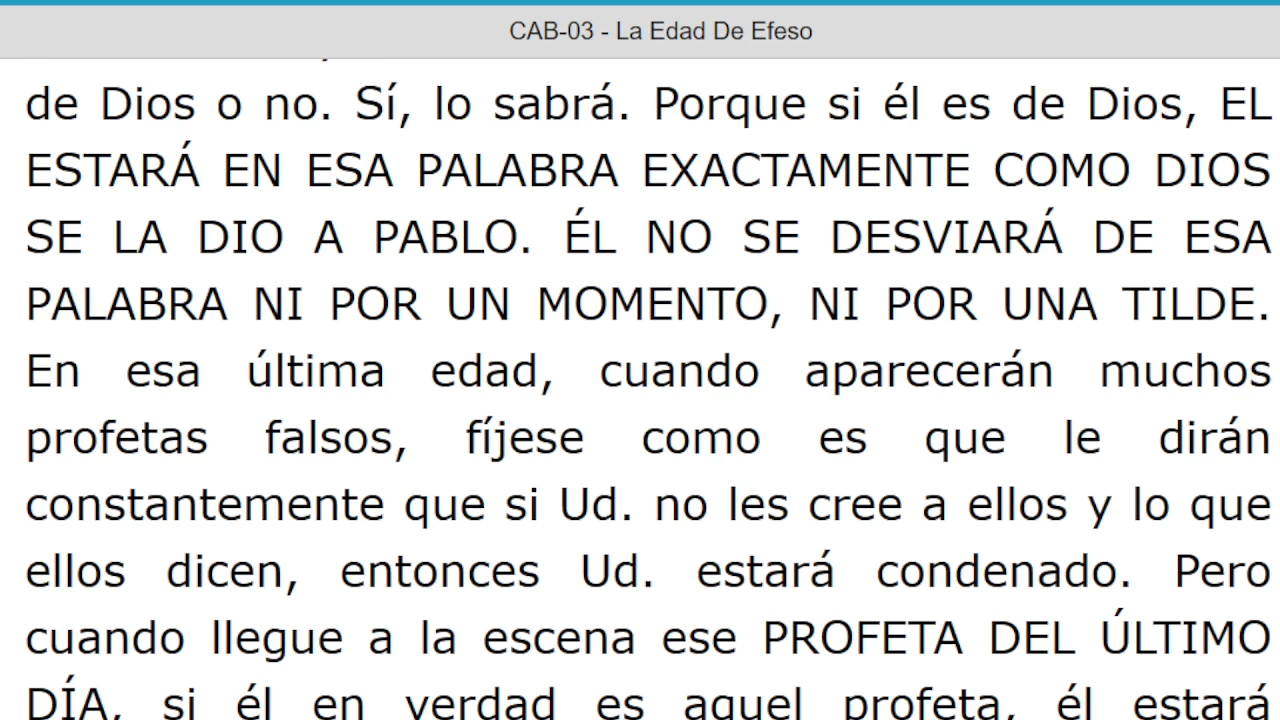 CAB-03 - La Edad De Efeso
de Dios o no. Sí, lo sabrá. Porque si él es de Dios, EL
ESTARÁ EN ESA PALABRA EXACTAMENTE COMO DIOS
SE LA DIO A PABLO. ÉL NO SE DESVIARÁ DE ESA
PALABRA NI POR UN MOMENTO, NI POR UNA TILDE.
En esa última edad, cuando aparecerán muchos
profetas falsos, fíjese como es que le dirán
constantemente que si Ud. no les cree a ellos y lo que
ellos dicen, entonces Ud. estará condenado. Pero
cuando llegue a la escena ese PROFETA DEL ÚLTIMO
DÍA, si él en verdad es aquel profeta, él estará